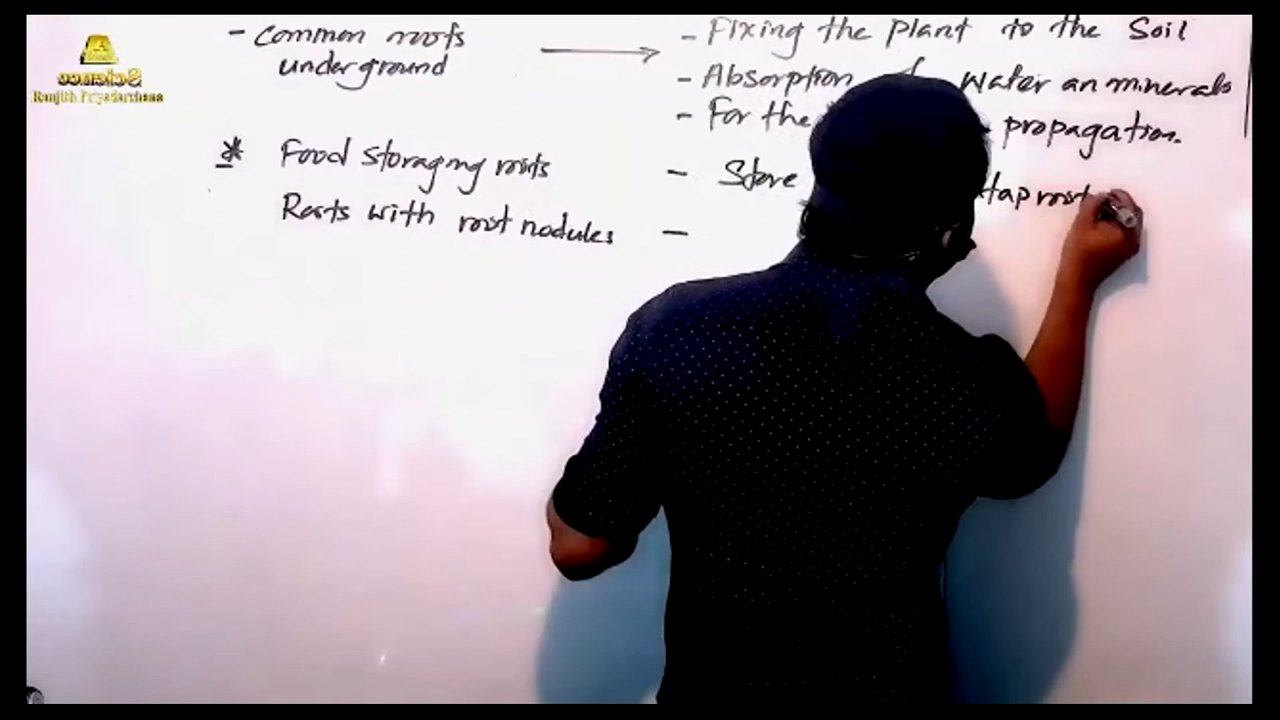 - Common roots
underground
- Fixing the plant to the Soil
- Absorption
Water an minerals
- For the
propagation.
* Food storaging roots
- Store
tap root
Roots with root nodules -
Science
Ranjith Priyadarshana